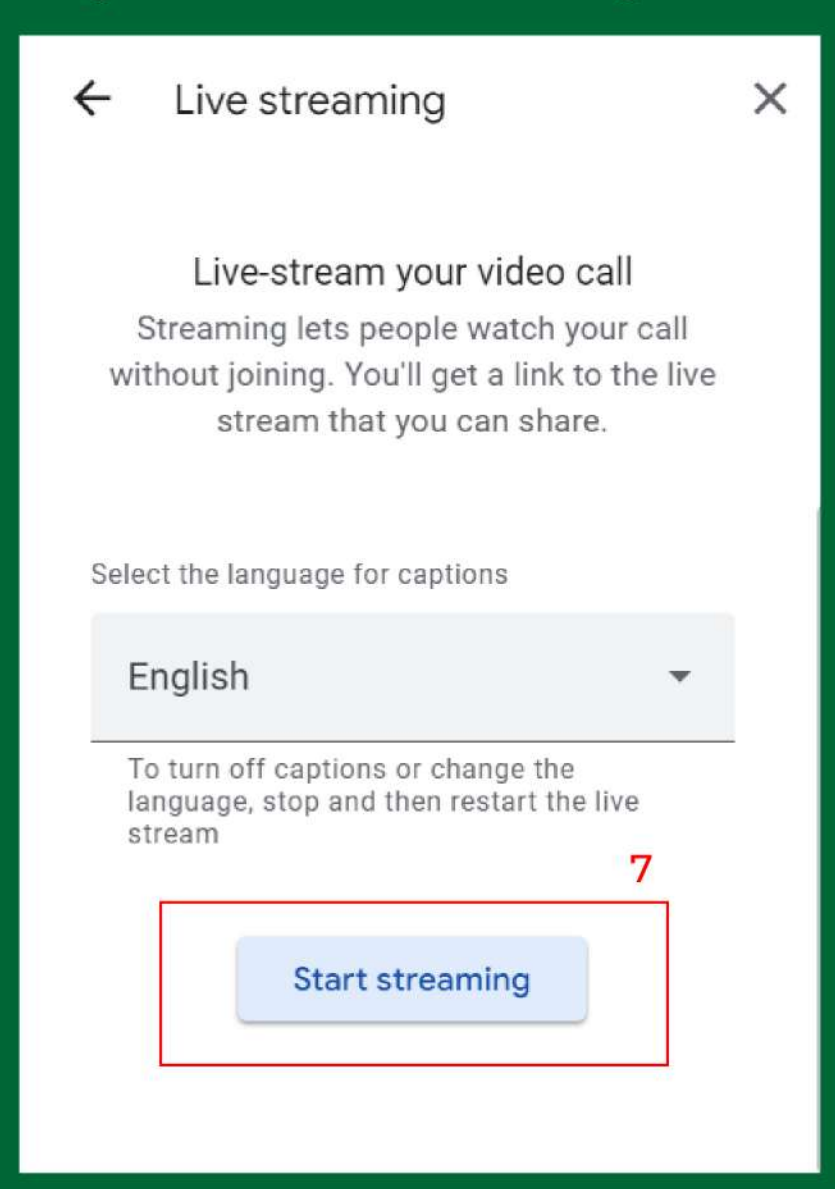 Live streaming
Live-stream your video call
Streaming lets people watch your call
without joining. You'll get a link to the live
stream that you can share.
Select the language for captions
English
To turn off captions or change the
language, stop and then restart the live
stream
7
Start streaming